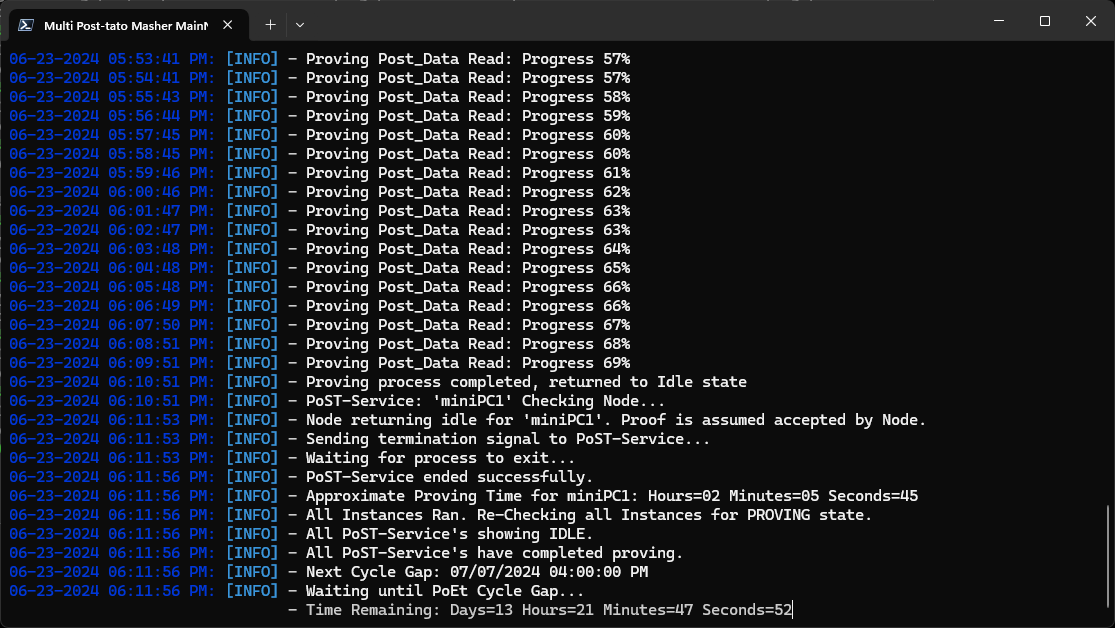 Multi Post-tato Masher Main
06-23-2024 05:53:41 PM: [INFO] - Proving Post_Data Read: Progress 57%
06-23-2024 05:54:41 PM: [INFO] - Proving Post_Data Read: Progress 57%
06-23-2024 05:55:43 PM: [INFO] - Proving Post_Data Read: Progress 58%
06-23-2024 05:56:44 PM: [INFO] - Proving Post_Data Read: Progress 59%
06-23-2024 05:57:45 PM: [INFO] - Proving Post_Data Read: Progress 60%
06-23-2024 05:58:45 PM: [INFO] - Proving Post_Data Read: Progress 60%
06-23-2024 05:59:46 PM: [INFO] - Proving Post_Data Read: Progress 61%
06-23-2024 06:00:46 PM: [INFO] - Proving Post_Data Read: Progress 62%
06-23-2024 06:01:47 PM: [INFO] - Proving Post_Data Read: Progress 63%
06-23-2024 06:02:47 PM: [INFO] - Proving Post_Data Read: Progress 63%
06-23-2024 06:03:48 PM: [INFO] - Proving Post_Data Read: Progress 64%
06-23-2024 06:04:48 PM: [INFO] - Proving Post_Data Read: Progress 65%
06-23-2024 06:05:48 PM: [INFO] - Proving Post_Data Read: Progress 66%
06-23-2024 06:06:49 PM: [INFO] - Proving Post_Data Read: Progress 66%
06-23-2024 06:07:50 PM: [INFO] - Proving Post_Data Read: Progress 67%
06-23-2024 06:08:51 PM: [INFO] - Proving Post_Data Read: Progress 68%
06-23-2024 06:09:51 PM: [INFO] - Proving Post_Data Read: Progress 69%
06-23-2024 06:10:51 PM: [INFO] - Proving process completed, returned to Idle state
06-23-2024 06:10:51 PM: [INFO] - PoST-Service: 'miniPC1' Checking Node...
06-23-2024 06:11:53 PM: [INFO] - Node returning idle for 'miniPC1'. Proof is assumed accepted by Node.
06-23-2024 06:11:53 PM: [INFO] - Sending termination signal to PoST-Service...
06-23-2024 06:11:53 PM: [INFO] - Waiting for process to exit...
06-23-2024 06:11:56 PM: [INFO] - PoST-Service ended successfully.
06-23-2024 06:11:56 PM: [INFO] - Approximate Proving Time for miniPC1: Hours=02 Minutes=05 Seconds=45
06-23-2024 06:11:56 PM: [INFO] - All Instances Ran. Re-Checking all Instances for PROVING state.
06-23-2024 06:11:56 PM: [INFO] - All PoST-Service's showing IDLE.
06-23-2024 06:11:56 PM: [INFO] - All PoST-Service's have completed proving.
06-23-2024 06:11:56 PM: [INFO] - Next Cycle Gap: 07/07/2024 04:00:00 PM
06-23-2024 06:11:56 PM: [INFO] - Waiting until PoEt Cycle Gap...
- Time Remaining: Days=13 Hours=21 Minutes=47 Seconds=52